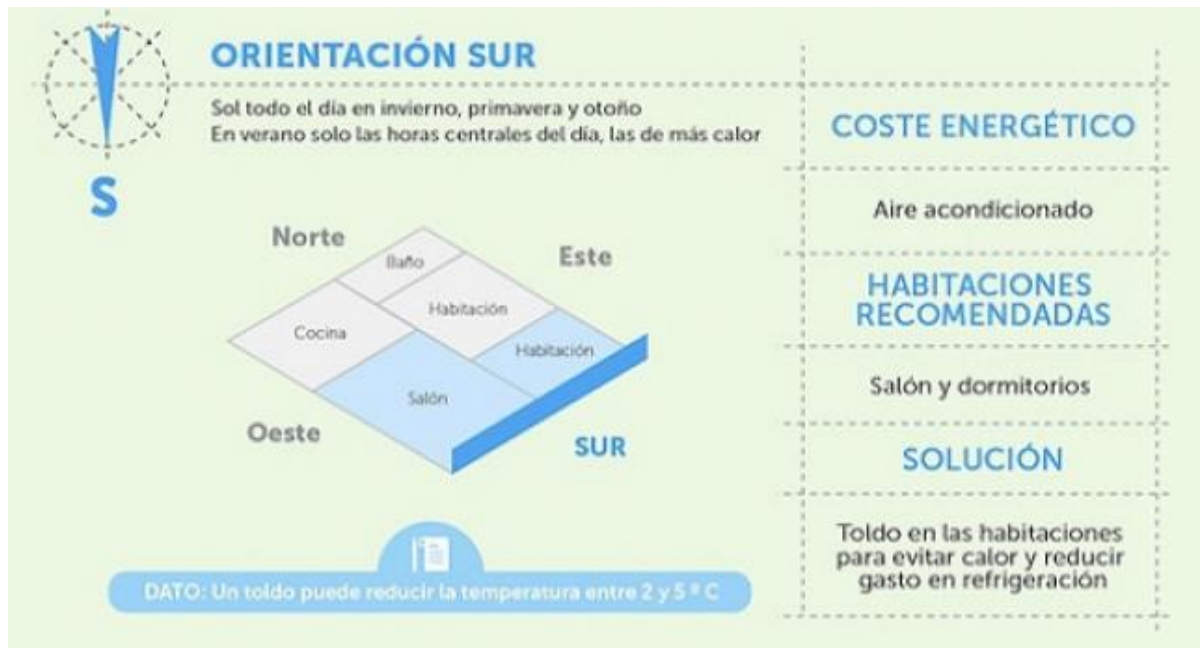 ORIENTACIÓN SUR
Sol todo el día en invierno, primavera y otoño
En verano solo las horas centrales del día, las de más calor
S
Norte
Este
Baño
Habitación
Cocina
Habitación
Salón
Oeste
SUR
DATO: Un toldo puede reducir la temperatura entre 2 y 5 º C
COSTE ENERGÉTICO
Aire acondicionado
HABITACIONES
RECOMENDADAS
Salón y dormitorios
SOLUCIÓN
Toldo en las habitaciones
para evitar calor y reducir
gasto en refrigeración